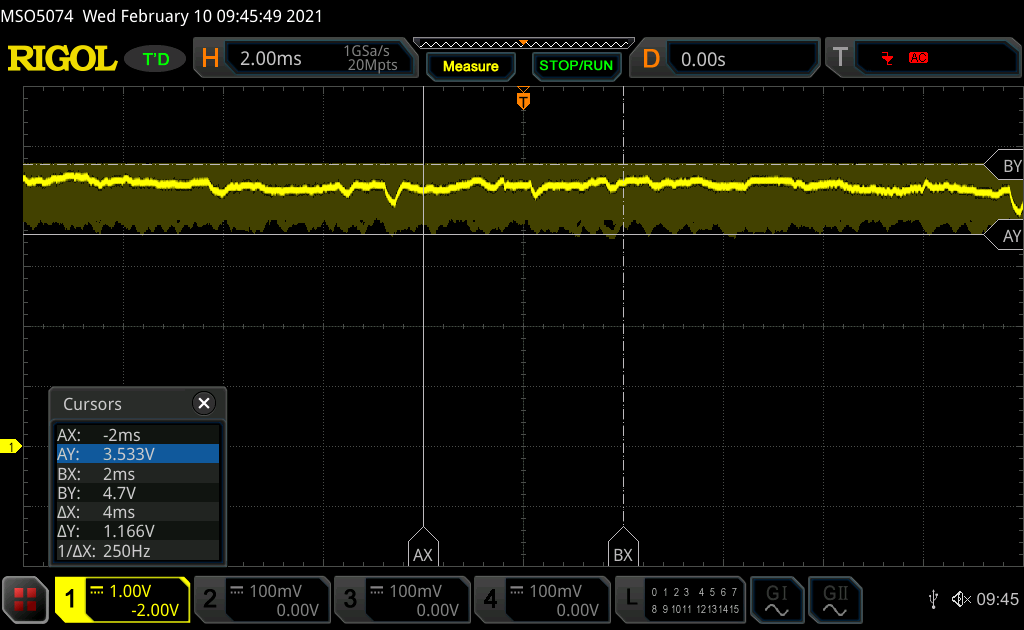 MSO5074 Wed February 10 09:45:49 2021
RIGOL T'D H 2.00ms 1GSa/s 20Mpts Measure STOP/RUN D 0.00s T AC
T
BY
AY
1
Cursors
AX: -2ms
AY: 3.533V
BX: 2ms
BY: 4.7V
ΔX: 4ms
ΔY: 1.166V
1/ΔX: 250Hz
AX BX
1 1.00V -2.00V 2 100mV 0.00V 3 100mV 0.00V 4 100mV 0.00V L 0 1 2 3 4 5 6 7 8 9 10 11 12 13 14 15 GI GII 09:45